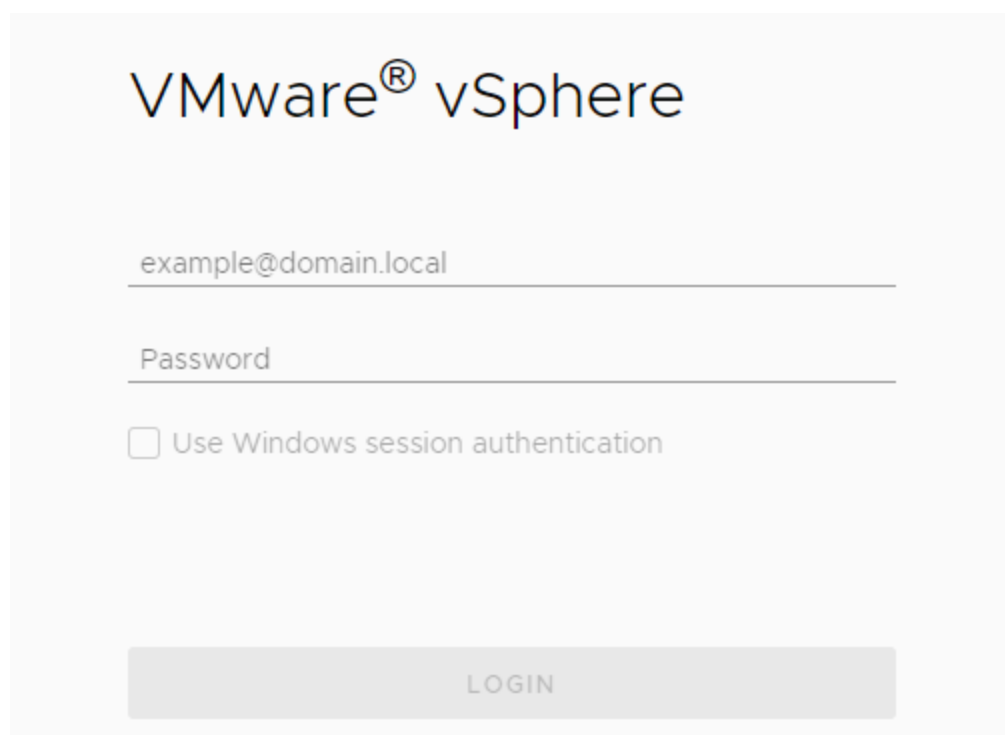 VMware® vSphere
example@domain.local
Password
Use Windows session authentication
LOGIN